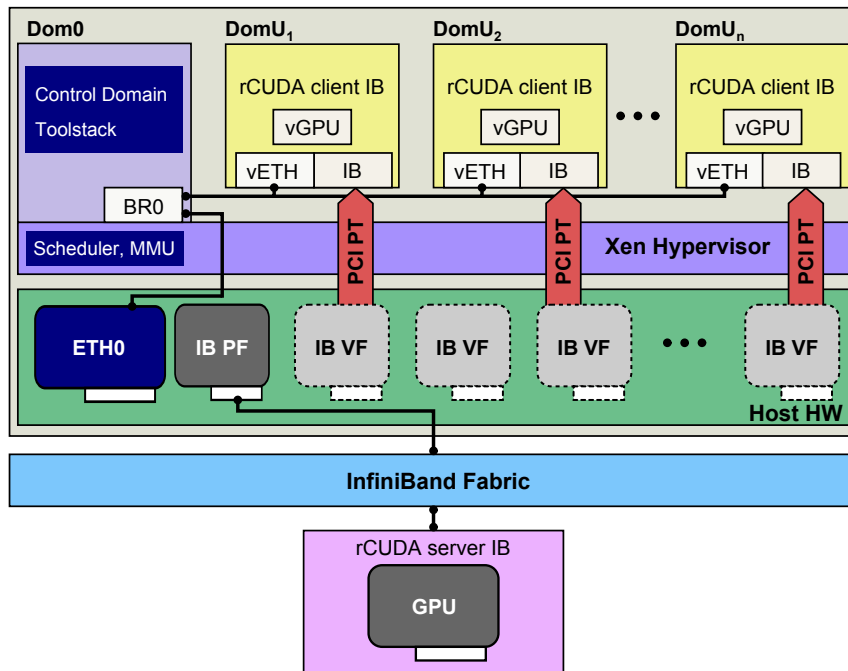 Dom0
DomU1
DomU2
DomUn
Control Domain
Toolstack
rCUDA client IB
vGPU
vETH
IB
rCUDA client IB
vGPU
vETH
IB
rCUDA client IB
vGPU
vETH
IB
BR0
Scheduler, MMU
PCI PT
PCI PT
PCI PT
Xen Hypervisor
ETH0
IB PF
IB VF
IB VF
IB VF
IB VF
Host HW
InfiniBand Fabric
rCUDA server IB
GPU